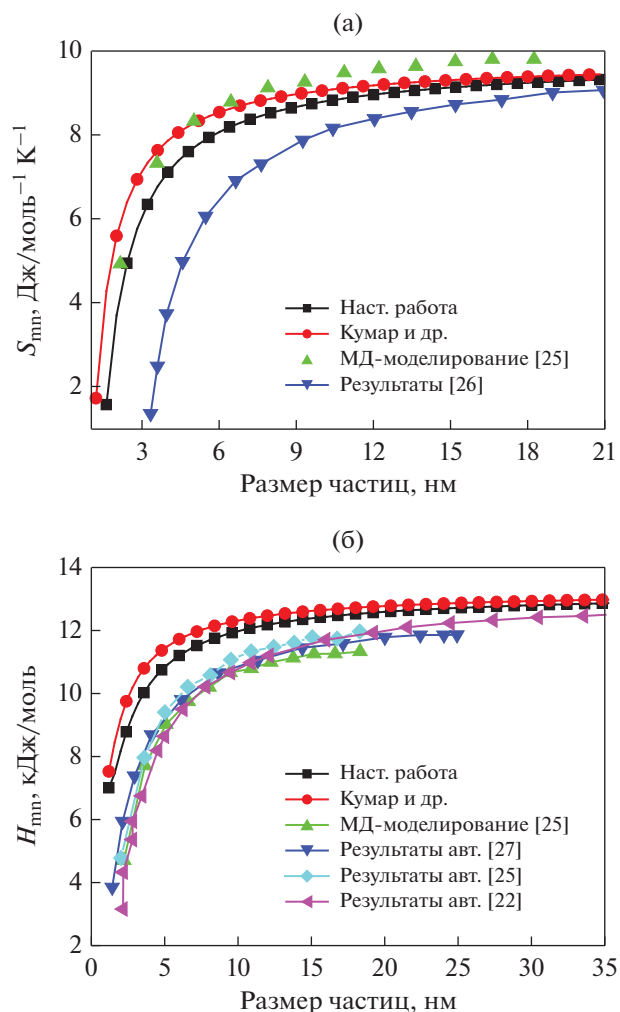 (а)
10
8
6
4
2
S_mn, Дж/моль⁻¹ К⁻¹
Наст. работа
Кумар и др.
МД-моделирование [25]
Результаты [26]
3 6 9 12 15 18 21
Размер частиц, нм
(б)
14
12
10
8
6
4
2
H_mn, кДж/моль
Наст. работа
Кумар и др.
МД-моделирование [25]
Результаты авт. [27]
Результаты авт. [25]
Результаты авт. [22]
0 5 10 15 20 25 30 35
Размер частиц, нм